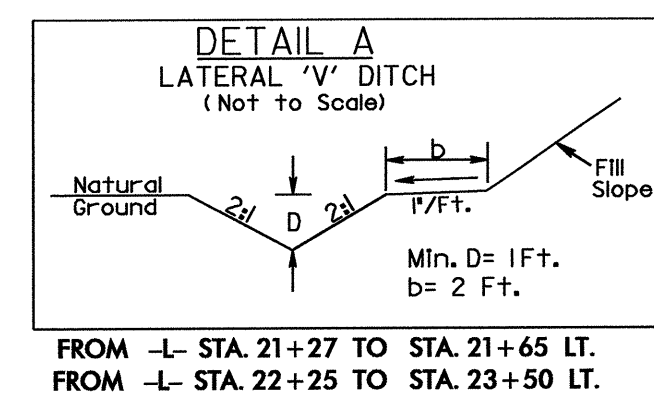 DETAIL A
LATERAL 'V' DITCH
(Not to Scale)
b
Natural
Ground
2:1
D
2:1
1"/Ft.
Fill
Slope
Min. D= 1Ft.
b= 2 Ft.
FROM -L- STA. 21+27 TO STA. 21+65 LT.
FROM -L- STA. 22+25 TO STA. 23+50 LT.